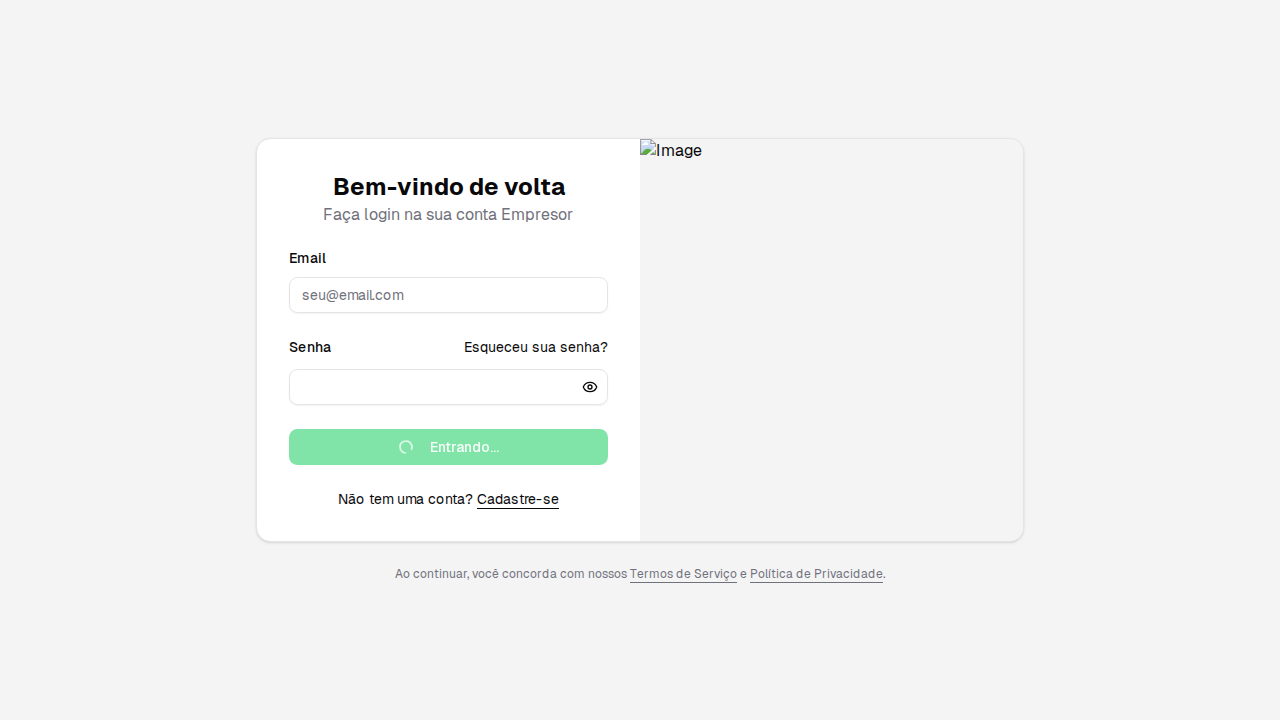 Bem-vindo de volta
Faça login na sua conta Empresor
Email
seu@email.com
Senha
Esqueceu sua senha?
Entrando...
Não tem uma conta? Cadastre-se
Image
Ao continuar, você concorda com nossos Termos de Serviço e Política de Privacidade.